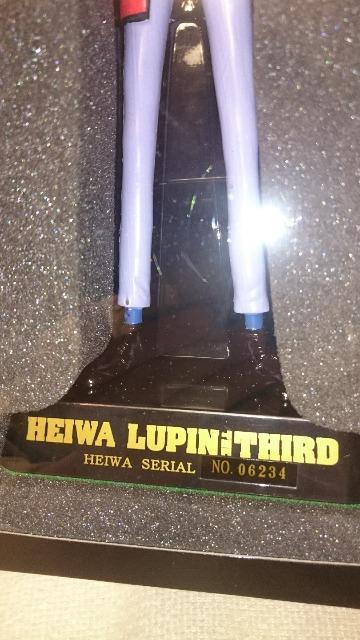 HEIWA LUPIN THE THIRD
HEIWA SERIAL NO. 06234